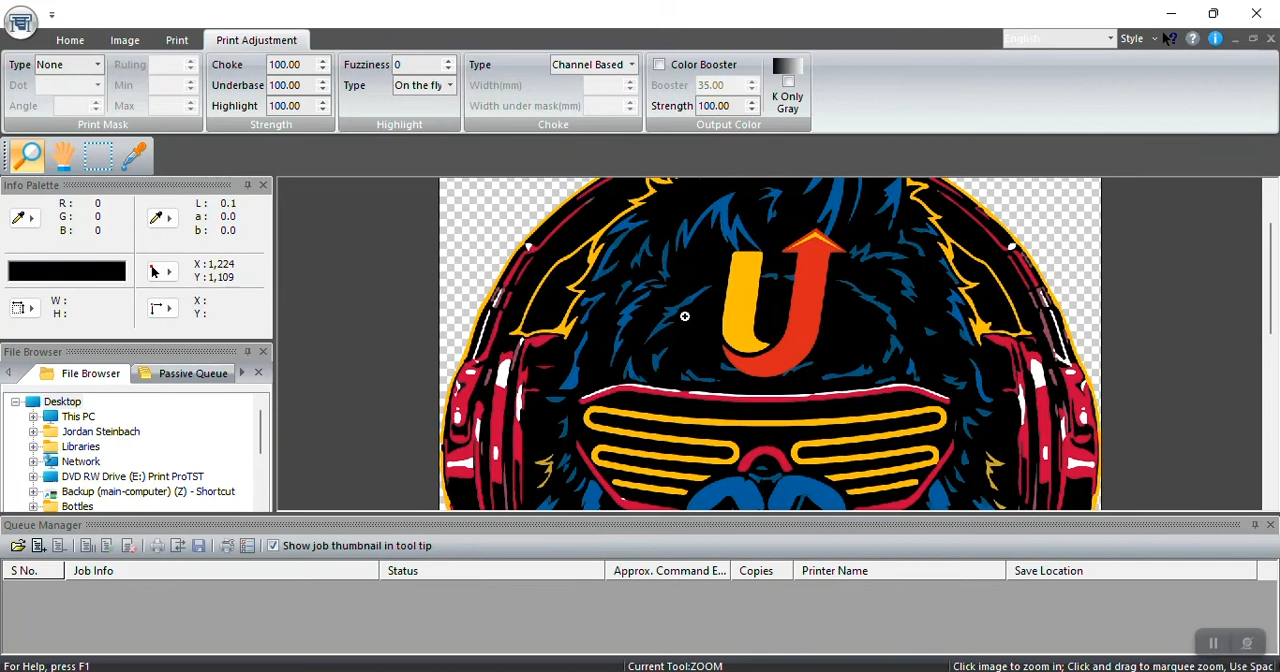 Home Image Print Print Adjustment English Style
Type None Ruling Choke 100.00 Fuzziness 0 Type Channel Based Color Booster
Dot Min Underbase 100.00 Type On the fly Width(mm) Booster 35.00 K Only
Angle Max Highlight 100.00 Width under mask(mm) Strength 100.00 Gray
Print Mask Strength Highlight Choke Output Color
Info Palette
R: 0 L: 0.1
G: 0 a: 0.0
B: 0 b: 0.0
X:1,224
Y:1,109
W: X:
H: Y:
File Browser
File Browser Passive Queue
Desktop
This PC
Jordan Steinbach
Libraries
Network
DVD RW Drive (E:) Print ProTST
Backup (main-computer) (Z) - Shortcut
Bottles
U
Queue Manager
Show job thumbnail in tool tip
S No. Job Info Status Approx. Command E... Copies Printer Name Save Location
For Help, press F1 Current Tool:ZOOM Click image to zoom in; Click and drag to marquee zoom, Use Spac